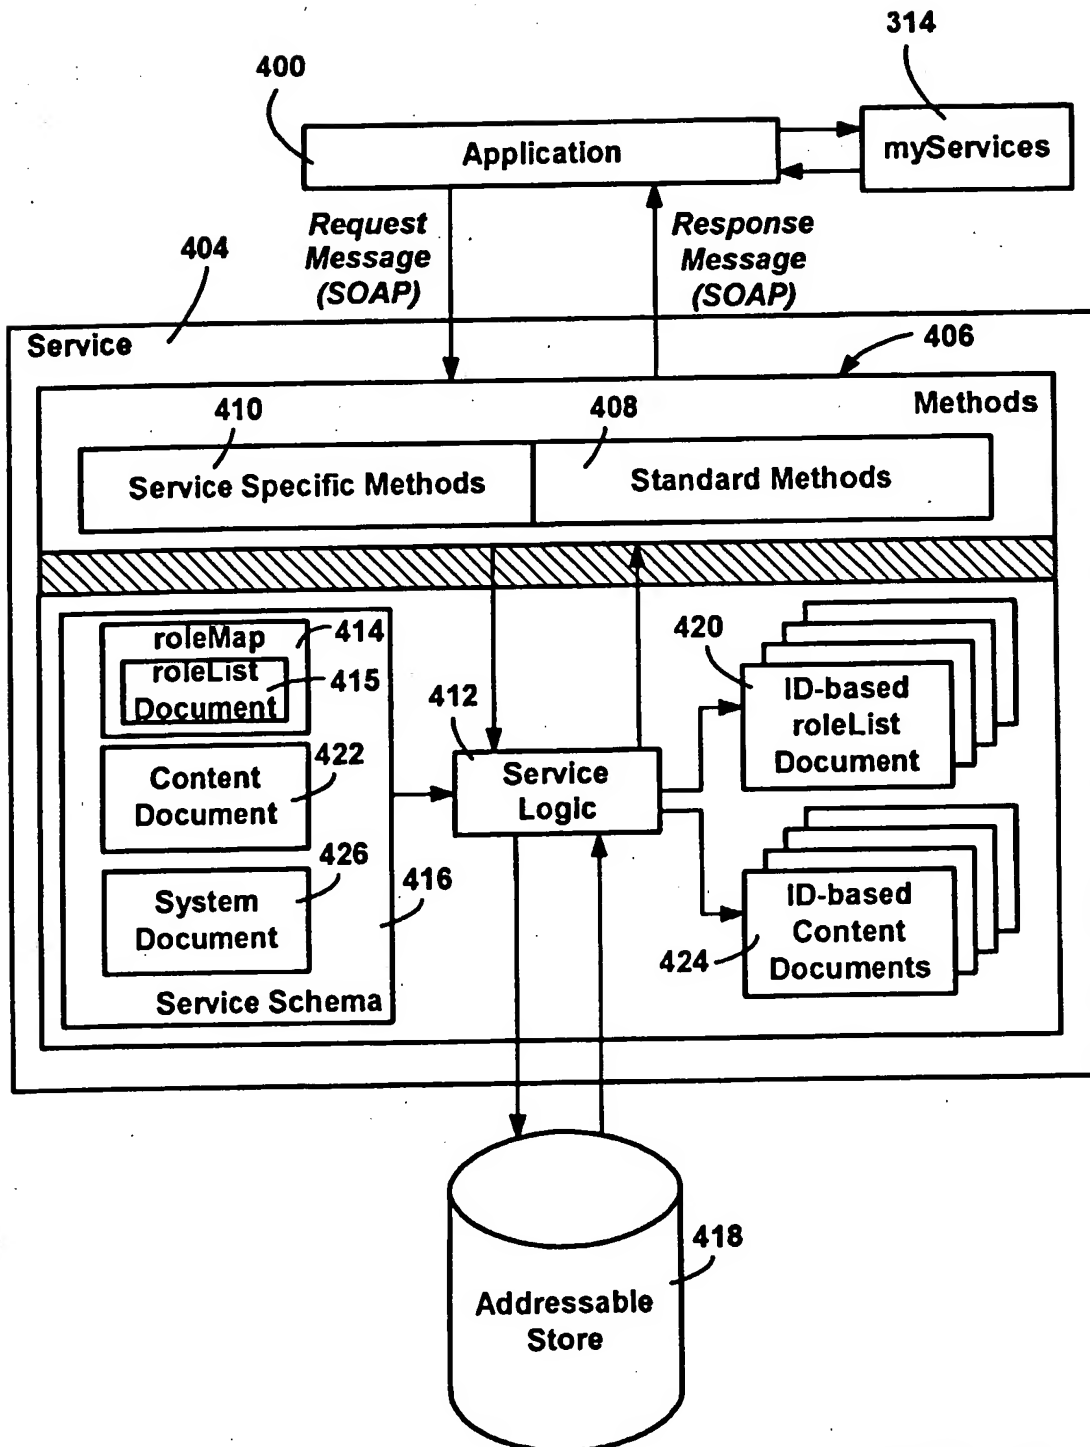 314
400
Application
myServices
Request
Message
(SOAP)
Response
Message
(SOAP)
404
Service
406
Methods
410
408
Service Specific Methods
Standard Methods
roleMap
414
roleList
Document
415
420
ID-based
roleList
Document
412
Service
Logic
Content
Document
422
System
Document
426
416
Service Schema
ID-based
Content
Documents
424
418
Addressable
Store